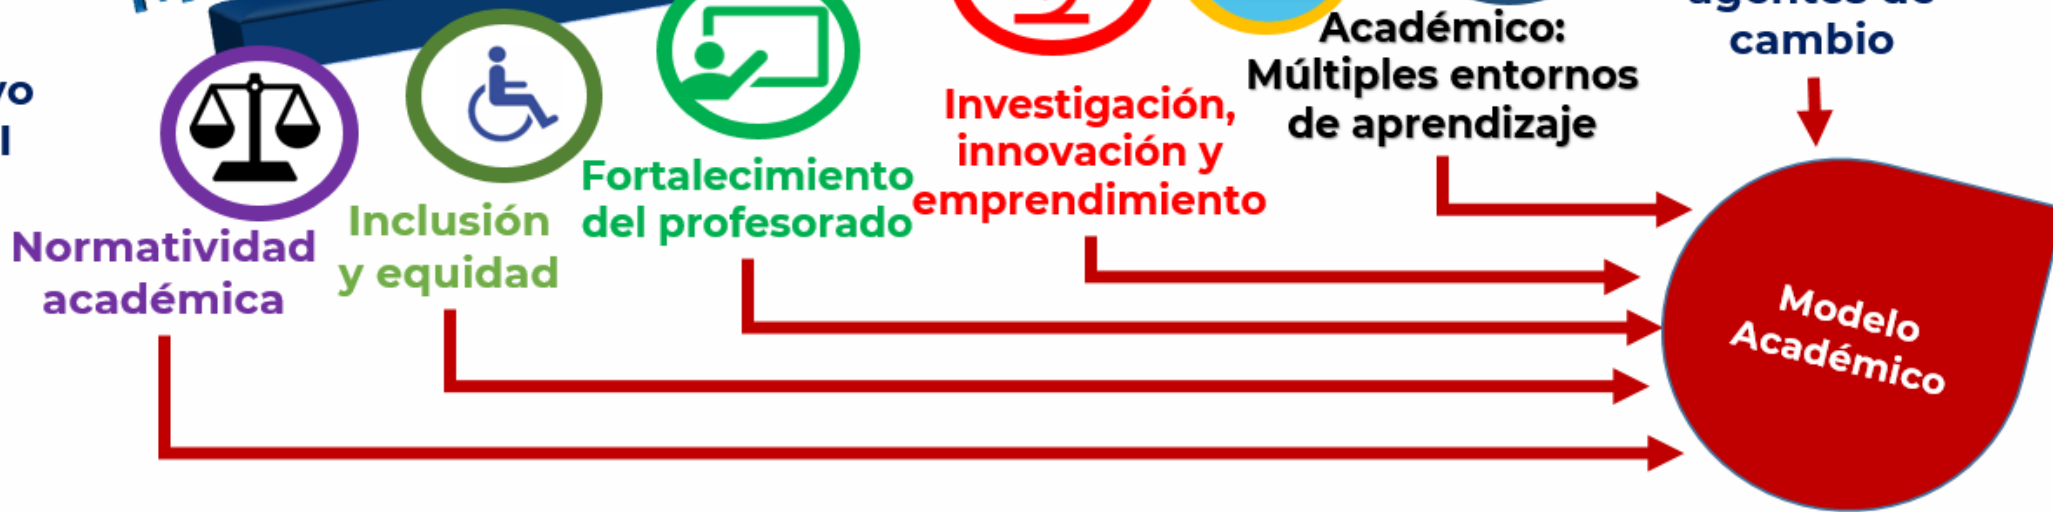 Académico:
Múltiples entornos
de aprendizaje
cambio
Investigación,
innovación y
emprendimiento
Fortalecimiento
del profesorado
Inclusión
y equidad
Normatividad
académica
Modelo
Académico